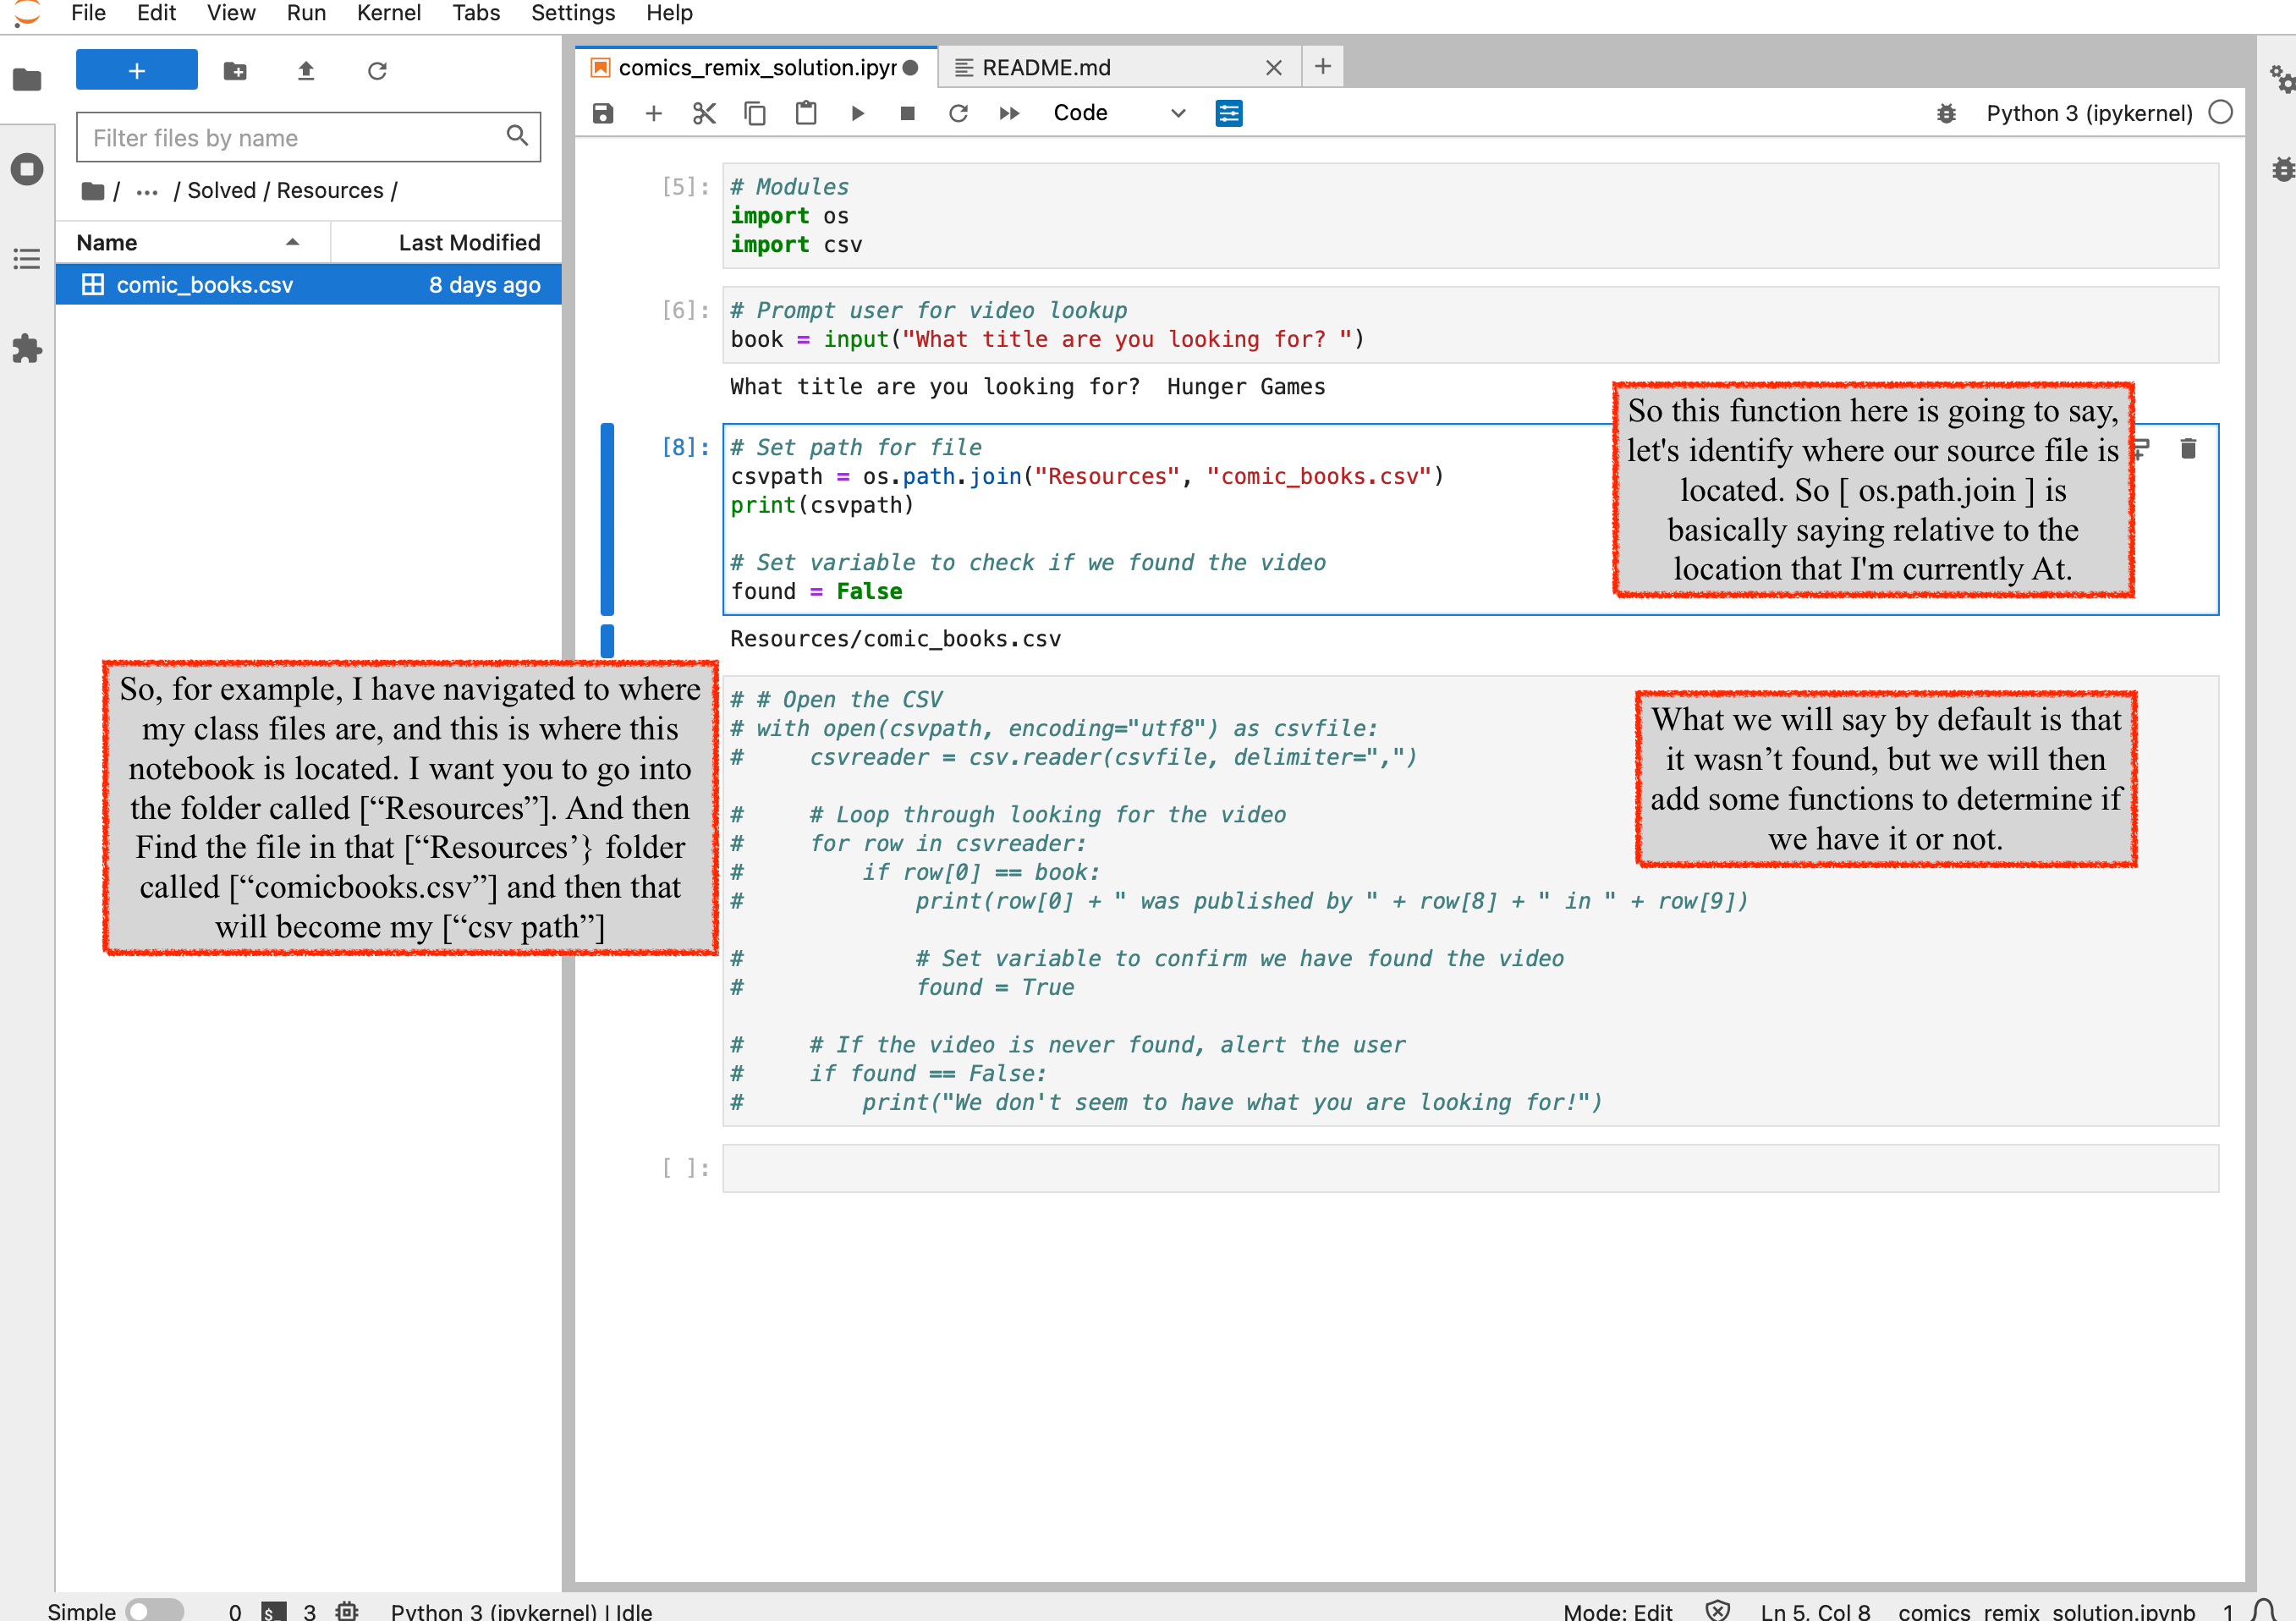 File Edit View Run Kernel Tabs Settings Help
+
Filter files by name
/ ... / Solved / Resources /
Name Last Modified
comic_books.csv 8 days ago
comics_remix_solution.ipyr README.md
Code
Python 3 (ipykernel)
[5]: # Modules
import os
import csv
[6]: # Prompt user for video lookup
book = input("What title are you looking for? ")
What title are you looking for?  Hunger Games
[8]: # Set path for file
csvpath = os.path.join("Resources", "comic_books.csv")
print(csvpath)
# Set variable to check if we found the video
found = False
Resources/comic_books.csv
So this function here is going to say,
let's identify where our source file is
located. So [ os.path.join ] is
basically saying relative to the
location that I'm currently At.
So, for example, I have navigated to where
my class files are, and this is where this
notebook is located. I want you to go into
the folder called [“Resources”]. And then
Find the file in that [“Resources’} folder
called [“comicbooks.csv”] and then that
will become my [“csv path”]
# # Open the CSV
# with open(csvpath, encoding="utf8") as csvfile:
#     csvreader = csv.reader(csvfile, delimiter=",")
#     # Loop through looking for the video
#     for row in csvreader:
#         if row[0] == book:
#             print(row[0] + " was published by " + row[8] + " in " + row[9])
#             # Set variable to confirm we have found the video
#             found = True
#     # If the video is never found, alert the user
#     if found == False:
#         print("We don't seem to have what you are looking for!")
What we will say by default is that
it wasn’t found, but we will then
add some functions to determine if
we have it or not.
[ ]:
Simple 0 $_ 3 Python 3 (ipykernel) | Idle
Mode: Edit Ln 5, Col 8 comics_remix_solution.ipynb 1